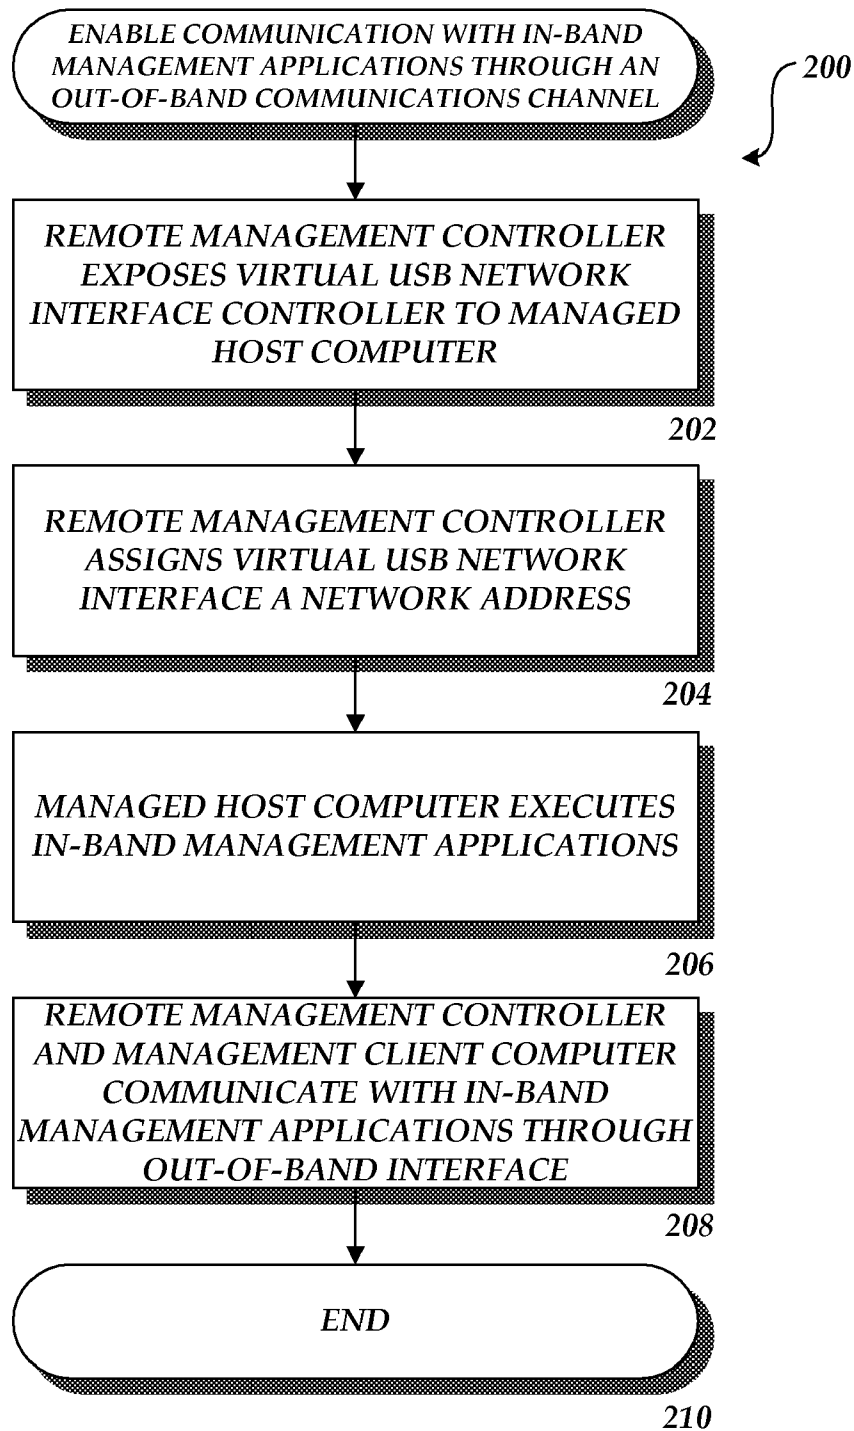 ENABLE COMMUNICATION WITH IN-BAND
MANAGEMENT APPLICATIONS THROUGH AN
OUT-OF-BAND COMMUNICATIONS CHANNEL
200
REMOTE MANAGEMENT CONTROLLER
EXPOSES VIRTUAL USB NETWORK
INTERFACE CONTROLLER TO MANAGED
HOST COMPUTER
202
REMOTE MANAGEMENT CONTROLLER
ASSIGNS VIRTUAL USB NETWORK
INTERFACE A NETWORK ADDRESS
204
MANAGED HOST COMPUTER EXECUTES
IN-BAND MANAGEMENT APPLICATIONS
206
REMOTE MANAGEMENT CONTROLLER
AND MANAGEMENT CLIENT COMPUTER
COMMUNICATE WITH IN-BAND
MANAGEMENT APPLICATIONS THROUGH
OUT-OF-BAND INTERFACE
208
END
210